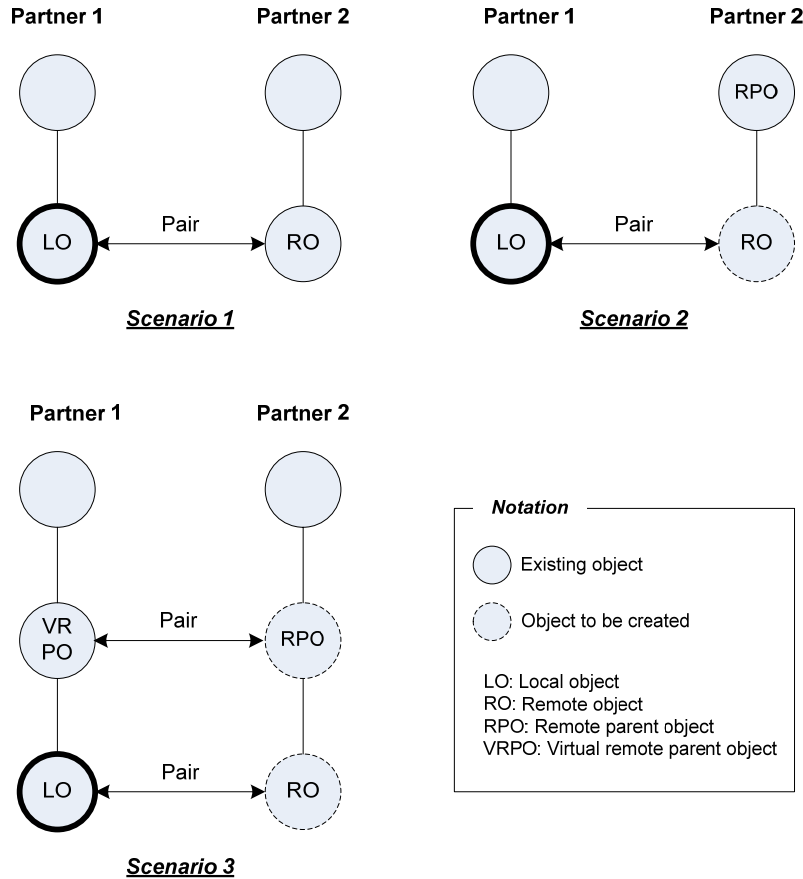 Partner 1
Partner 2
LO
Pair
RO
Scenario 1
Partner 1
Partner 2
RPO
LO
Pair
RO
Scenario 2
Partner 1
Partner 2
VR
PO
Pair
RPO
LO
Pair
RO
Scenario 3
Notation
Existing object
Object to be created
LO: Local object
RO: Remote object
RPO: Remote parent object
VRPO: Virtual remote parent object